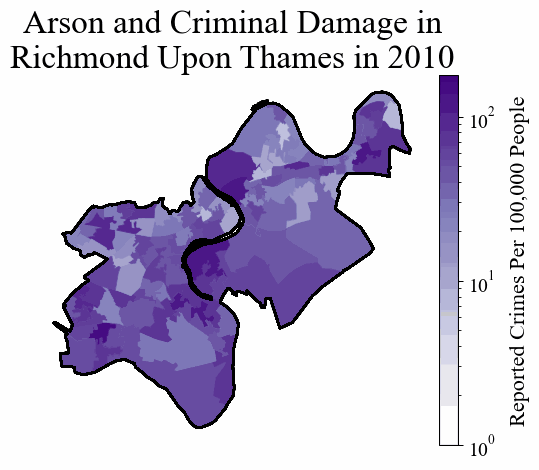 Arson and Criminal Damage in
Richmond Upon Thames in 2010
10²
10¹
10⁰
Reported Crimes Per 100,000 People